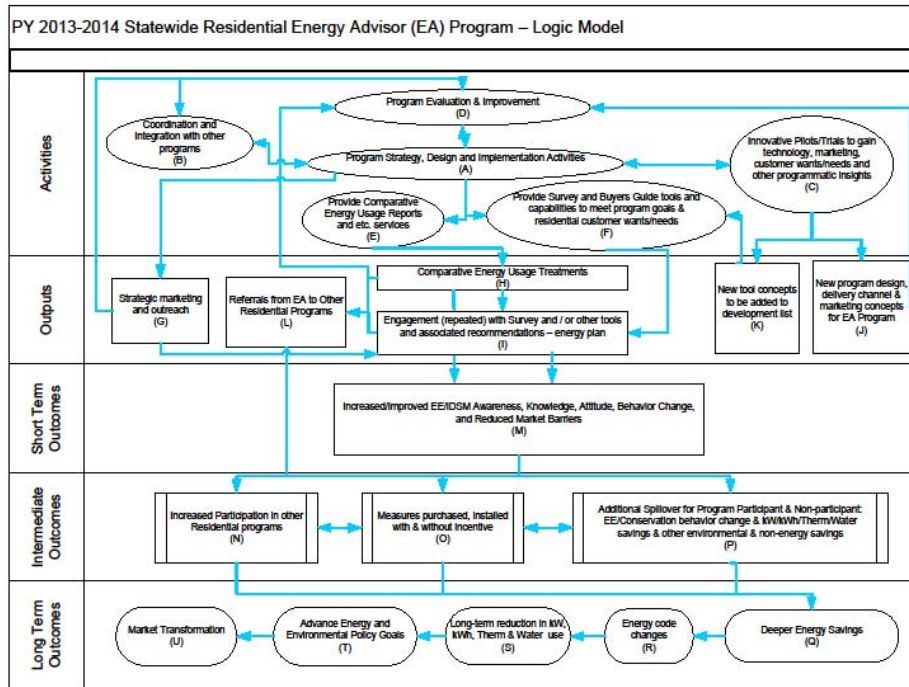 PY 2013-2014 Statewide Residential Energy Advisor (EA) Program – Logic Model
Activities
Program Evaluation & Improvement
(D)
Coordination and
Integration with other
programs
(B)
Program Strategy, Design and Implementation Activities
(A)
Innovative Pilots/Trials to gain
technology, marketing,
customer wants/needs and
other programmatic insights
(C)
Provide Comparative
Energy Usage Reports
and etc. services
(E)
Provide Survey and Buyers Guide tools and
capabilities to meet program goals &
residential customer wants/needs
(F)
Outputs
Strategic marketing
and outreach
(G)
Referrals from EA to Other
Residential Programs
(L)
Comparative Energy Usage Treatments
(H)
Engagement (repeated) with Survey and / or other tools
and associated recommendations – energy plan
(I)
New tool concepts
to be added to
development list
(K)
New program design,
delivery channel &
marketing concepts
for EA Program
(J)
Short Term
Outcomes
Increased/Improved EE/IDSM Awareness, Knowledge, Attitude, Behavior Change,
and Reduced Market Barriers
(M)
Intermediate
Outcomes
Increased Participation in other
Residential programs
(N)
Measures purchased, Installed
with & without Incentive
(O)
Additional Spillover for Program Participant & Non-participant:
EE/Conservation behavior change & kW/kWh/Therm/Water
savings & other environmental & non-energy savings
(P)
Long Term
Outcomes
Market Transformation
(U)
Advance Energy and
Environmental Policy Goals
(T)
Long-term reduction in kW,
kWh, Therm & Water use
(S)
Energy code
changes
(R)
Deeper Energy Savings
(Q)